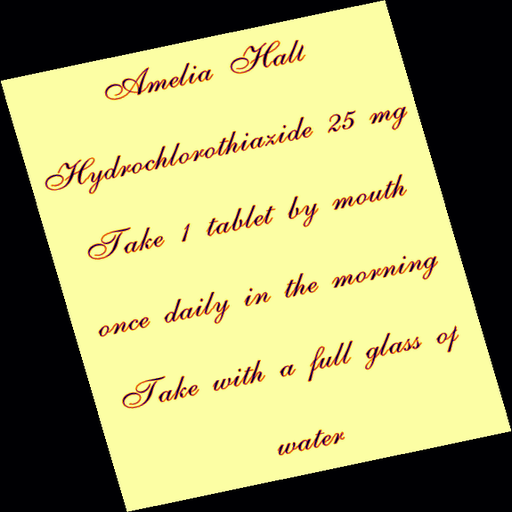 Amelia Halt
Hydrochlorothiazide 25 mg
Take 1 tablet by mouth
once daily in the morning
Take with a full glass of
water